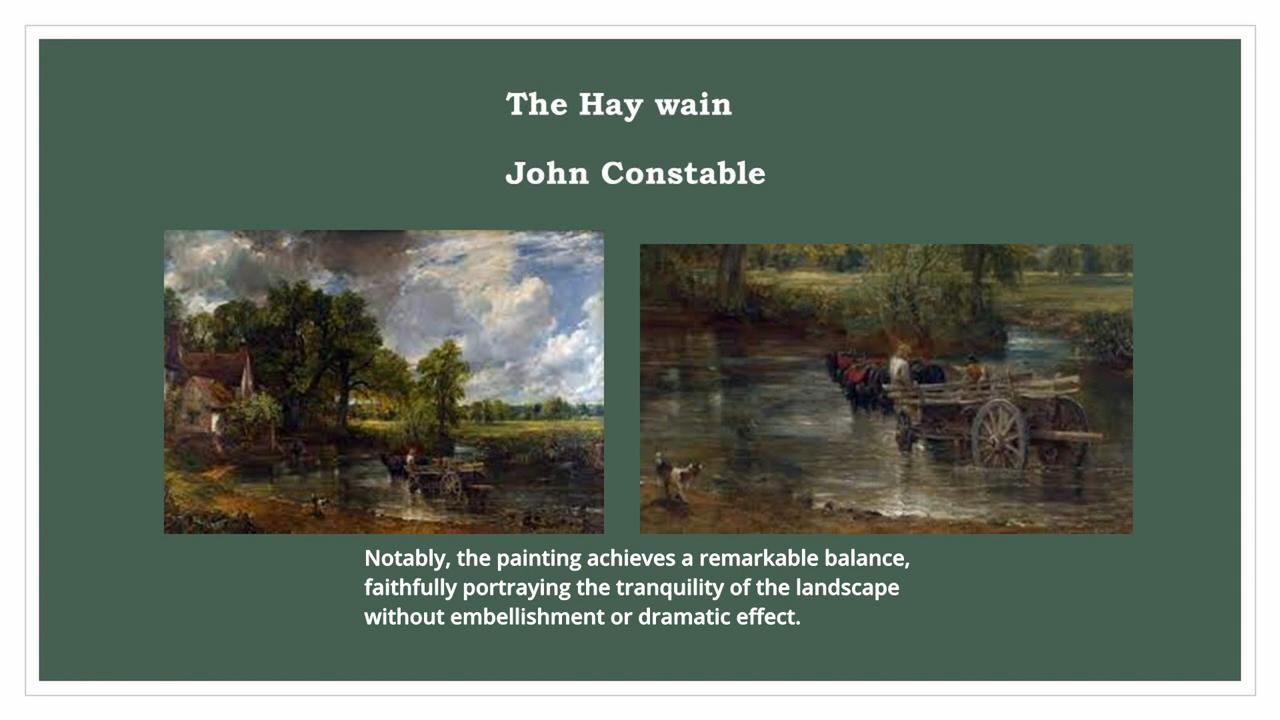 The Hay wain
John Constable
Notably, the painting achieves a remarkable balance,
faithfully portraying the tranquility of the landscape
without embellishment or dramatic effect.